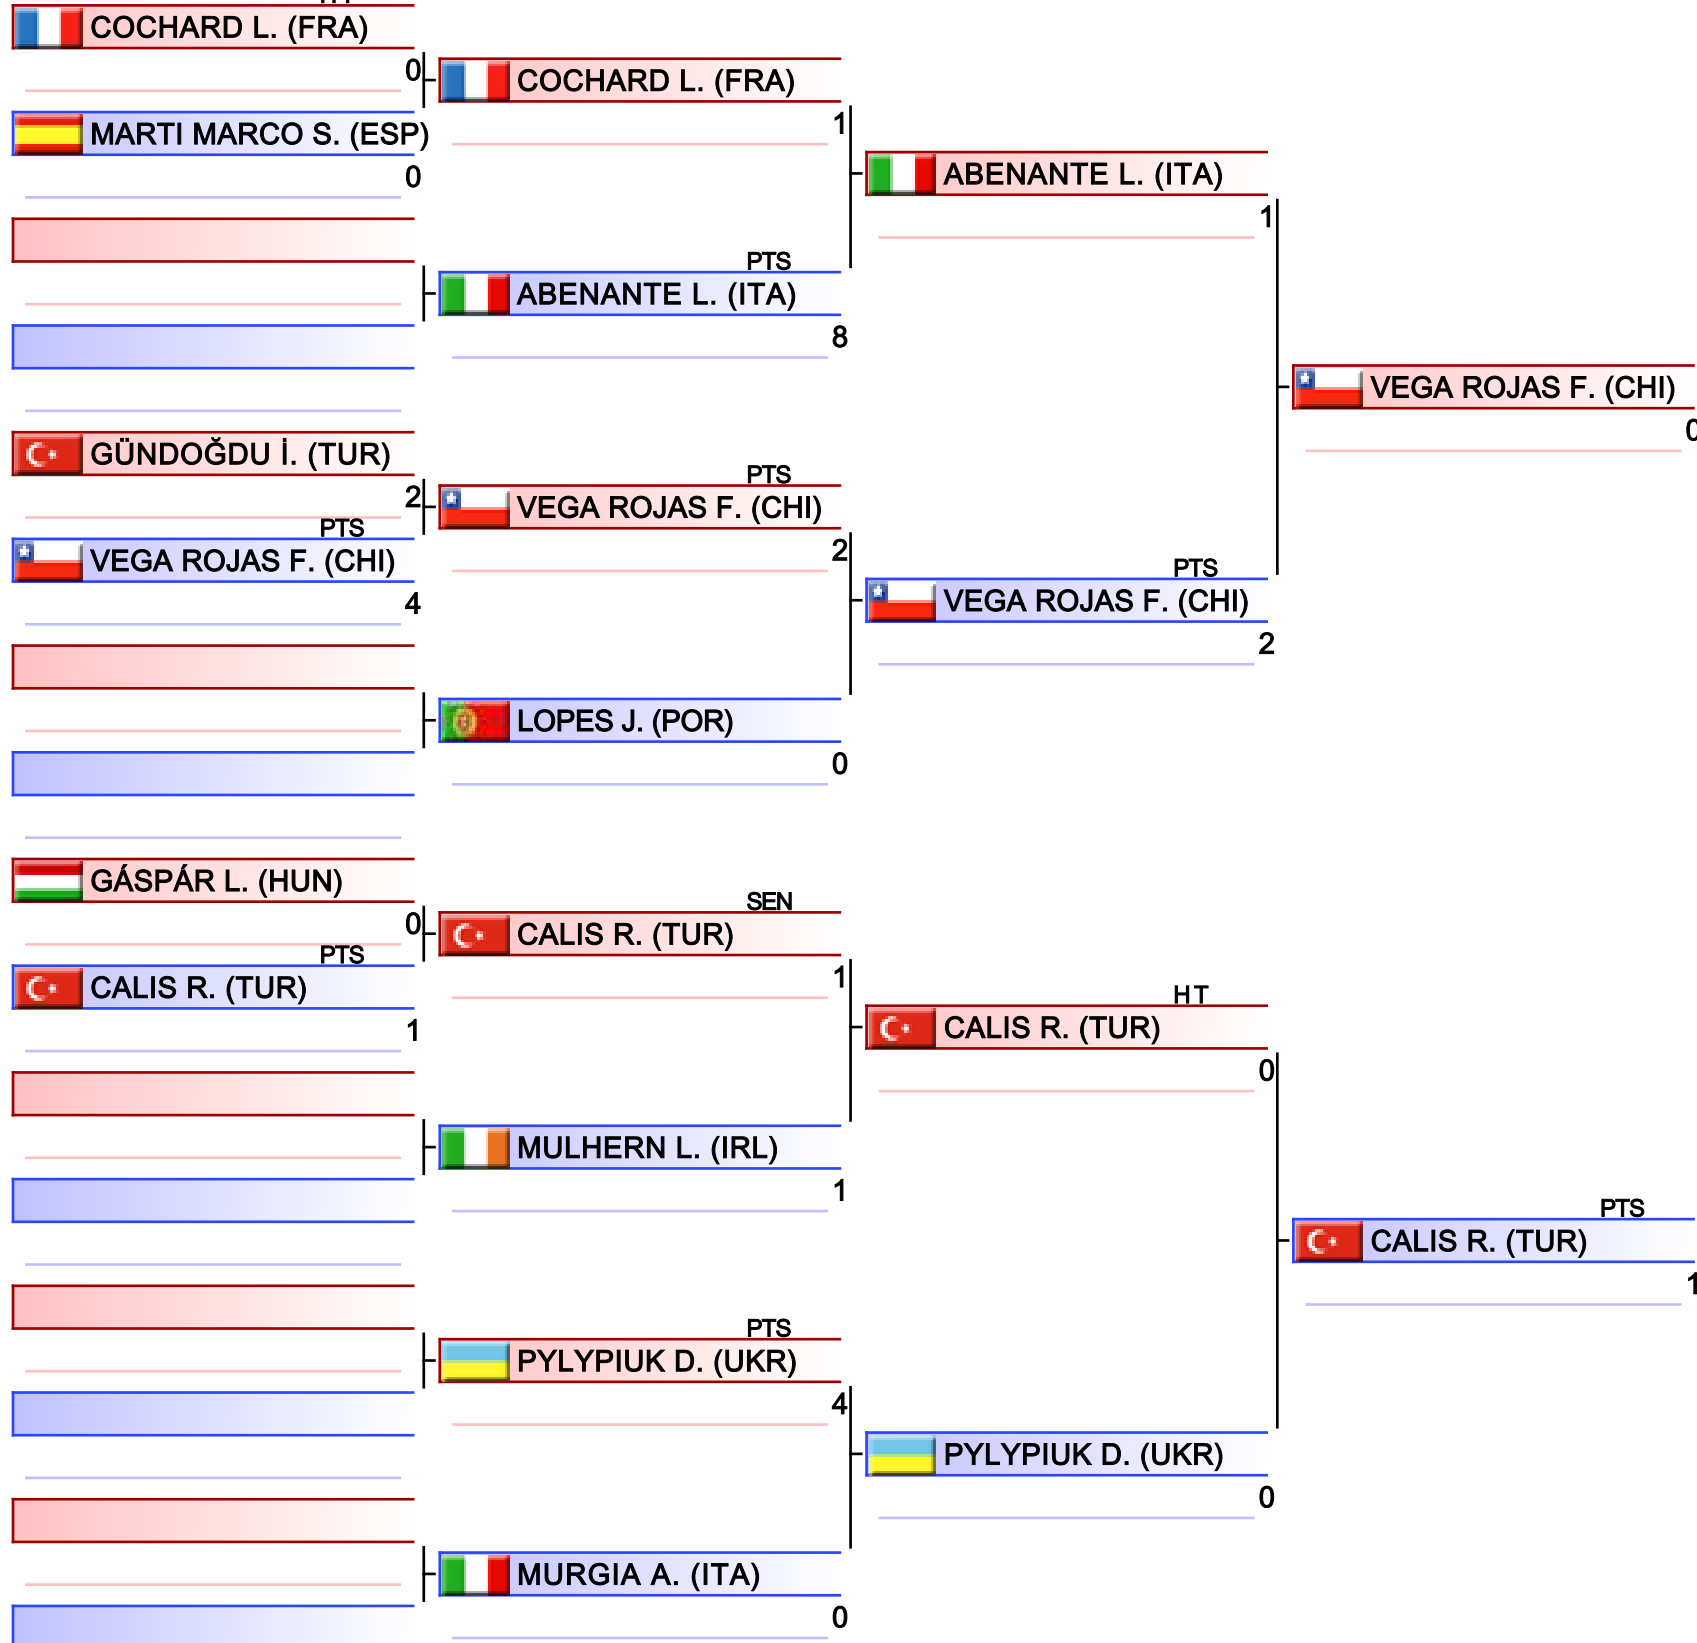 COCHARD L. (FRA)
0
MARTI MARCO S. (ESP)
0
GÜNDOĞDU İ. (TUR)
2
PTS
VEGA ROJAS F. (CHI)
4
GÁSPÁR L. (HUN)
0
PTS
CALIS R. (TUR)
1
COCHARD L. (FRA)
1
PTS
ABENANTE L. (ITA)
8
PTS
VEGA ROJAS F. (CHI)
2
LOPES J. (POR)
0
SEN
CALIS R. (TUR)
1
MULHERN L. (IRL)
1
PTS
PYLYPIUK D. (UKR)
4
MURGIA A. (ITA)
0
ABENANTE L. (ITA)
1
PTS
VEGA ROJAS F. (CHI)
2
HT
CALIS R. (TUR)
0
PYLYPIUK D. (UKR)
0
VEGA ROJAS F. (CHI)
0
PTS
CALIS R. (TUR)
1